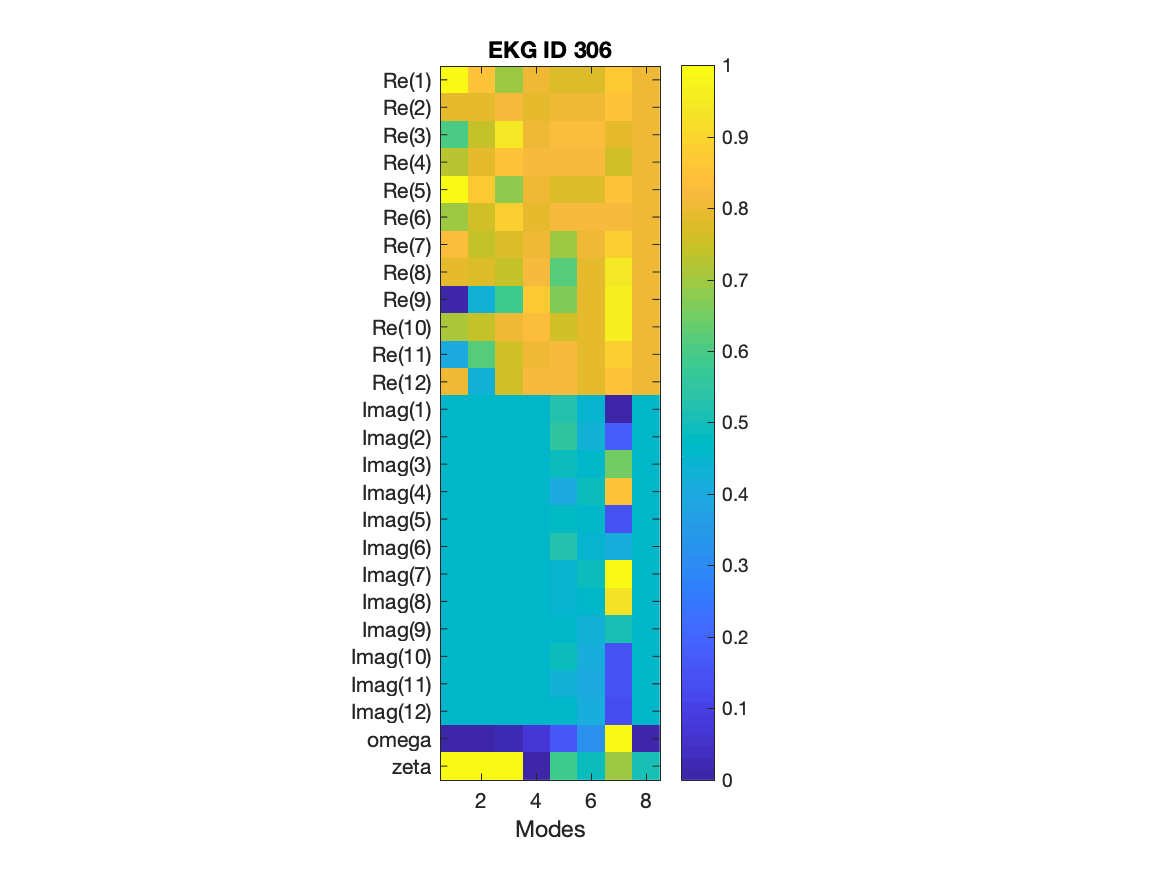 EKG ID 306
Re(1)
Re(2)
Re(3)
Re(4)
Re(5)
Re(6)
Re(7)
Re(8)
Re(9)
Re(10)
Re(11)
Re(12)
Imag(1)
Imag(2)
Imag(3)
Imag(4)
Imag(5)
Imag(6)
Imag(7)
Imag(8)
Imag(9)
Imag(10)
Imag(11)
Imag(12)
omega
zeta
2 4 6 8
Modes
1
0.9
0.8
0.7
0.6
0.5
0.4
0.3
0.2
0.1
0